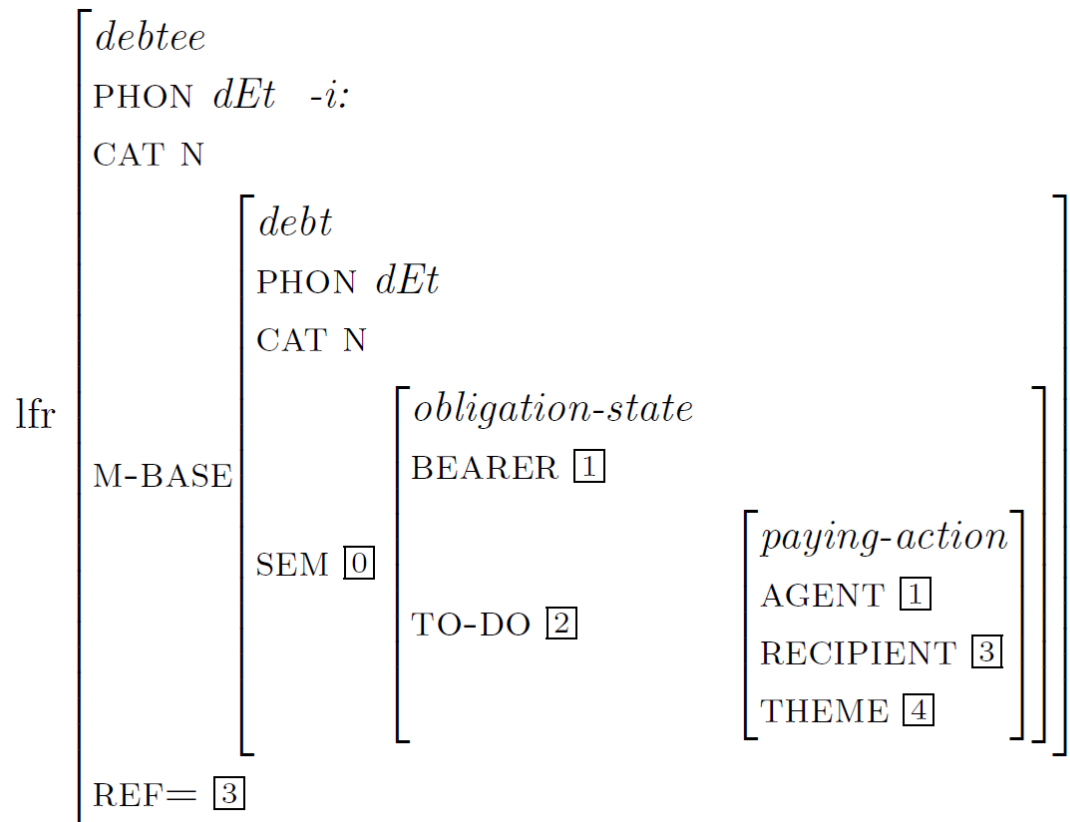 debtee
PHON dEt -i:
CAT N
debt
PHON dEt
CAT N
obligation-state
lfr
BEARER 1
M-BASE
paying-action
SEM 0
AGENT 1
TO-DO 2
RECIPIENT 3
THEME 4
REF= 3